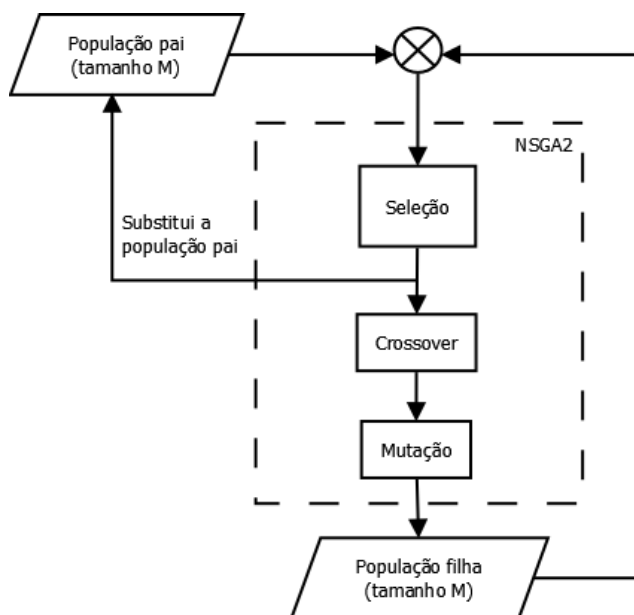 População pai
(tamanho M)
NSGA2
Seleção
Substitui a
população pai
Crossover
Mutação
População filha
(tamanho M)